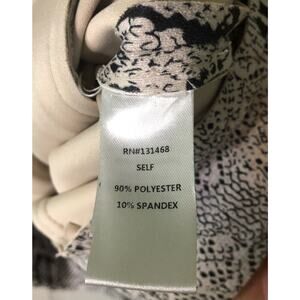 RN#131468
SELF
90% POLYESTER
10% SPANDEX